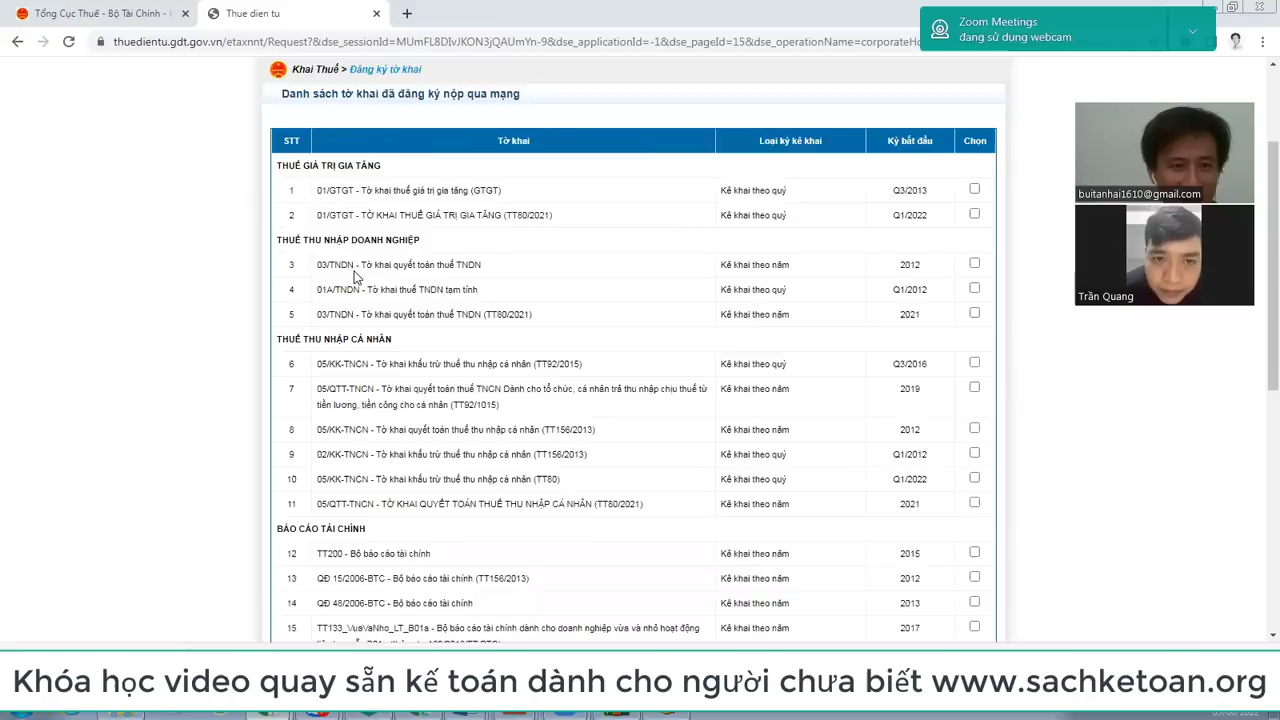 Tổng Cục Thuế - Bộ Tài Chính -
Thue dien tu
Zoom Meetings
đang sử dụng webcam
thuedientu.gdt.gov.vn/etaxnnt/Request?&dse_sessionId=MUmFL8DIvJKON3jQAUmYn-9&dse_applicationId=-1&dse_pageId=15&dse_operationName=corporateHo
Khai Thuế > Đăng ký tờ khai
Danh sách tờ khai đã đăng ký nộp qua mạng
STT Tờ khai Loại kỳ kê khai Kỳ bắt đầu Chọn
THUẾ GIÁ TRỊ GIA TĂNG
1 01/GTGT - Tờ khai thuế giá trị gia tăng (GTGT) Kê khai theo quý Q3/2013
2 01/GTGT - TỜ KHAI THUẾ GIÁ TRỊ GIA TĂNG (TT80/2021) Kê khai theo quý Q1/2022
THUẾ THU NHẬP DOANH NGHIỆP
3 03/TNDN - Tờ khai quyết toán thuế TNDN Kê khai theo năm 2012
4 01A/TNDN - Tờ khai thuế TNDN tạm tính Kê khai theo quý Q1/2012
5 03/TNDN - Tờ khai quyết toán thuế TNDN (TT80/2021) Kê khai theo năm 2021
THUẾ THU NHẬP CÁ NHÂN
6 05/KK-TNCN - Tờ khai khấu trừ thuế thu nhập cá nhân (TT92/2015) Kê khai theo quý Q3/2016
7 05/QTT-TNCN - Tờ khai quyết toán thuế TNCN Dành cho tổ chức, cá nhân trả thu nhập chịu thuế từ Kê khai theo năm 2019
tiền lương, tiền công cho cá nhân (TT92/1015)
8 05/KK-TNCN - Tờ khai quyết toán thuế thu nhập cá nhân (TT156/2013) Kê khai theo năm 2012
9 02/KK-TNCN - Tờ khai khấu trừ thuế thu nhập cá nhân (TT156/2013) Kê khai theo quý Q1/2012
10 05/KK-TNCN - Tờ khai khấu trừ thuế thu nhập cá nhân (TT80) Kê khai theo quý Q1/2022
11 05/QTT-TNCN - TỜ KHAI QUYẾT TOÁN THUẾ THU NHẬP CÁ NHÂN (TT80/2021) Kê khai theo năm 2021
BÁO CÁO TÀI CHÍNH
12 TT200 - Bộ báo cáo tài chính Kê khai theo năm 2015
13 QĐ 15/2006-BTC - Bộ báo cáo tài chính (TT156/2013) Kê khai theo năm 2012
14 QĐ 48/2006-BTC - Bộ báo cáo tài chính Kê khai theo năm 2013
15 TT133_VuaVaNho_LT_B01a - Bộ báo cáo tài chính dành cho doanh nghiệp vừa và nhỏ hoạt động Kê khai theo năm 2017
buitanhai1610@gmail.com
Trần Quang
Khóa học video quay sẵn kế toán dành cho người chưa biết www.sachketoan.org